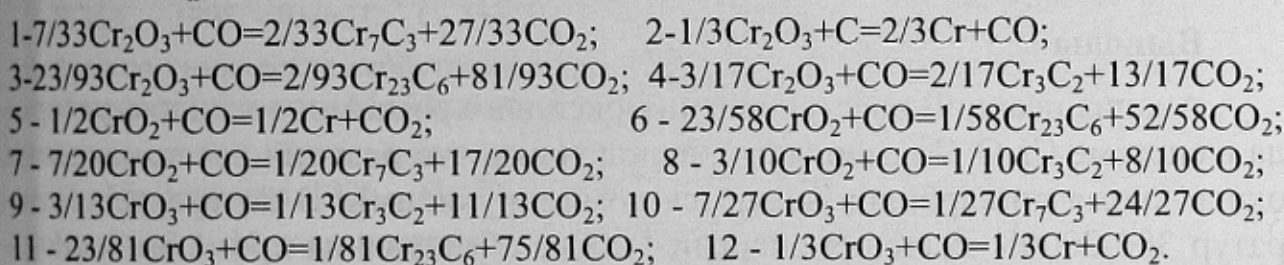 1-7/33Cr₂O₃+CO=2/33Cr₇C₃+27/33CO₂; 2-1/3Cr₂O₃+C=2/3Cr+CO;
3-23/93Cr₂O₃+CO=2/93Cr₂₃C₆+81/93CO₂; 4-3/17Cr₂O₃+CO=2/17Cr₃C₂+13/17CO₂;
5 - 1/2CrO₂+CO=1/2Cr+CO₂; 6 - 23/58CrO₂+CO=1/58Cr₂₃C₆+52/58CO₂;
7 - 7/20CrO₂+CO=1/20Cr₇C₃+17/20CO₂; 8 - 3/10CrO₂+CO=1/10Cr₃C₂+8/10CO₂;
9 - 3/13CrO₃+CO=1/13Cr₃C₂+11/13CO₂; 10 - 7/27CrO₃+CO=1/27Cr₇C₃+24/27CO₂;
11 - 23/81CrO₃+CO=1/81Cr₂₃C₆+75/81CO₂; 12 - 1/3CrO₃+CO=1/3Cr+CO₂.